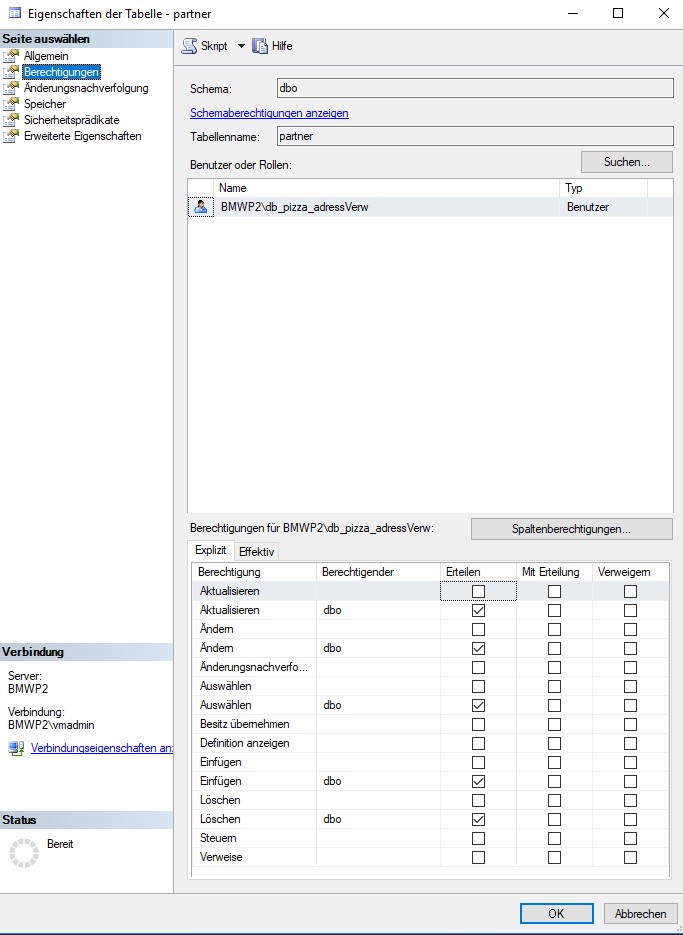 Eigenschaften der Tabelle - partner
Seite auswählen
Allgemein
Berechtigungen
Änderungsnachverfolgung
Speicher
Sicherheitsprädikate
Erweiterte Eigenschaften
Skript Hilfe
Schema: dbo
Schemaberechtigungen anzeigen
Tabellenname: partner
Benutzer oder Rollen: Suchen...
Name Typ
BMWP2\db_pizza_adressVerw Benutzer
Berechtigungen für BMWP2\db_pizza_adressVerw: Spaltenberechtigungen...
Explizit Effektiv
Berechtigung Berechtigender Erteilen Mit Erteilung Verweigern
Aktualisieren
Aktualisieren dbo
Ändern
Ändern dbo
Änderungsnachverfo...
Auswählen
Auswählen dbo
Besitz übernehmen
Definition anzeigen
Einfügen
Einfügen dbo
Löschen
Löschen dbo
Steuern
Verweise
Verbindung
Server:
BMWP2
Verbindung:
BMWP2\vmadmin
Verbindungseigenschaften an
Status
Bereit
OK Abbrechen